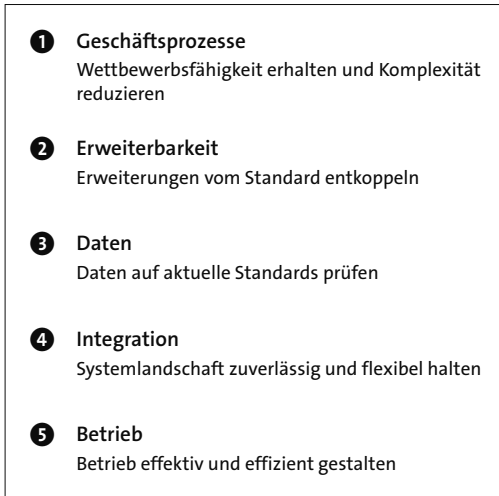 ❶ Geschäftsprozesse
Wettbewerbsfähigkeit erhalten und Komplexität
reduzieren
❷ Erweiterbarkeit
Erweiterungen vom Standard entkoppeln
❸ Daten
Daten auf aktuelle Standards prüfen
❹ Integration
Systemlandschaft zuverlässig und flexibel halten
❺ Betrieb
Betrieb effektiv und effizient gestalten